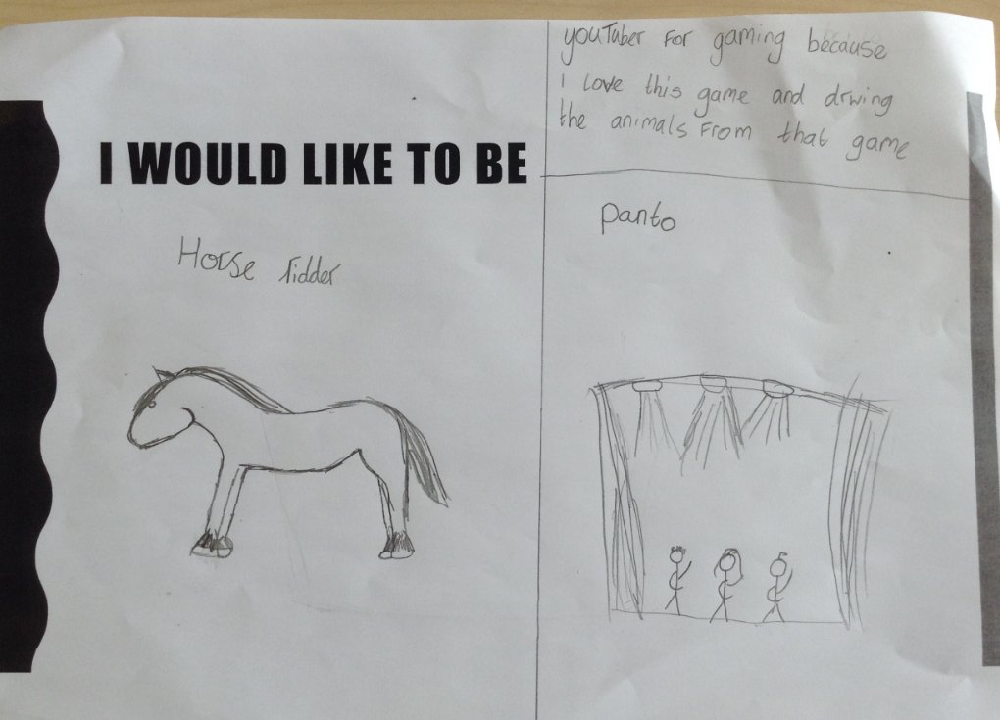 I WOULD LIKE TO BE
Horse ridder
youTuber for gaming because
I love this game and drwing
the animals from that game
panto